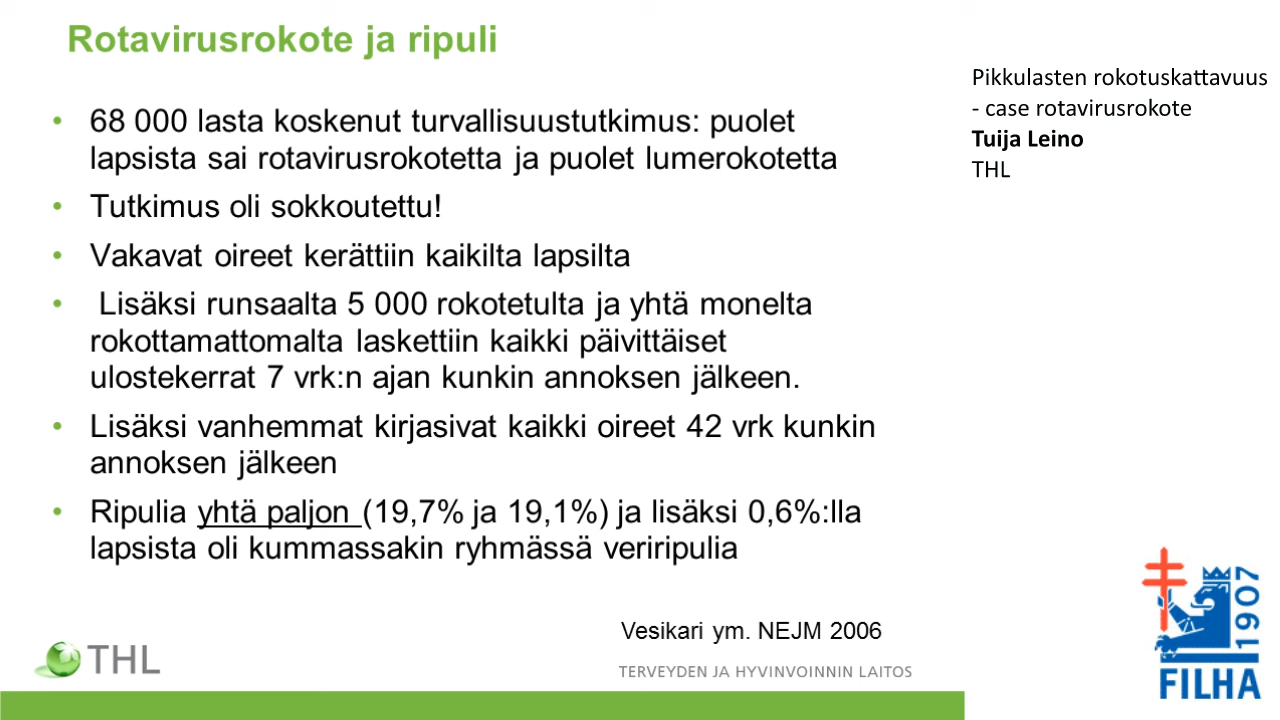 Rotavirusrokote ja ripuli
• 68 000 lasta koskenut turvallisuustutkimus: puolet
lapsista sai rotavirusrokotetta ja puolet lumerokotetta
• Tutkimus oli sokkoutettu!
• Vakavat oireet kerättiin kaikilta lapsilta
• Lisäksi runsaalta 5 000 rokotetulta ja yhtä monelta
rokottamattomalta laskettiin kaikki päivittäiset
ulostekerrat 7 vrk:n ajan kunkin annoksen jälkeen.
• Lisäksi vanhemmat kirjasivat kaikki oireet 42 vrk kunkin
annoksen jälkeen
• Ripulia yhtä paljon (19,7% ja 19,1%) ja lisäksi 0,6%:lla
lapsista oli kummassakin ryhmässä veriripulia
Vesikari ym. NEJM 2006
THL
TERVEYDEN JA HYVINVOINNIN LAITOS
Pikkulasten rokotuskattavuus
- case rotavirusrokote
Tuija Leino
THL
1907
FILHA